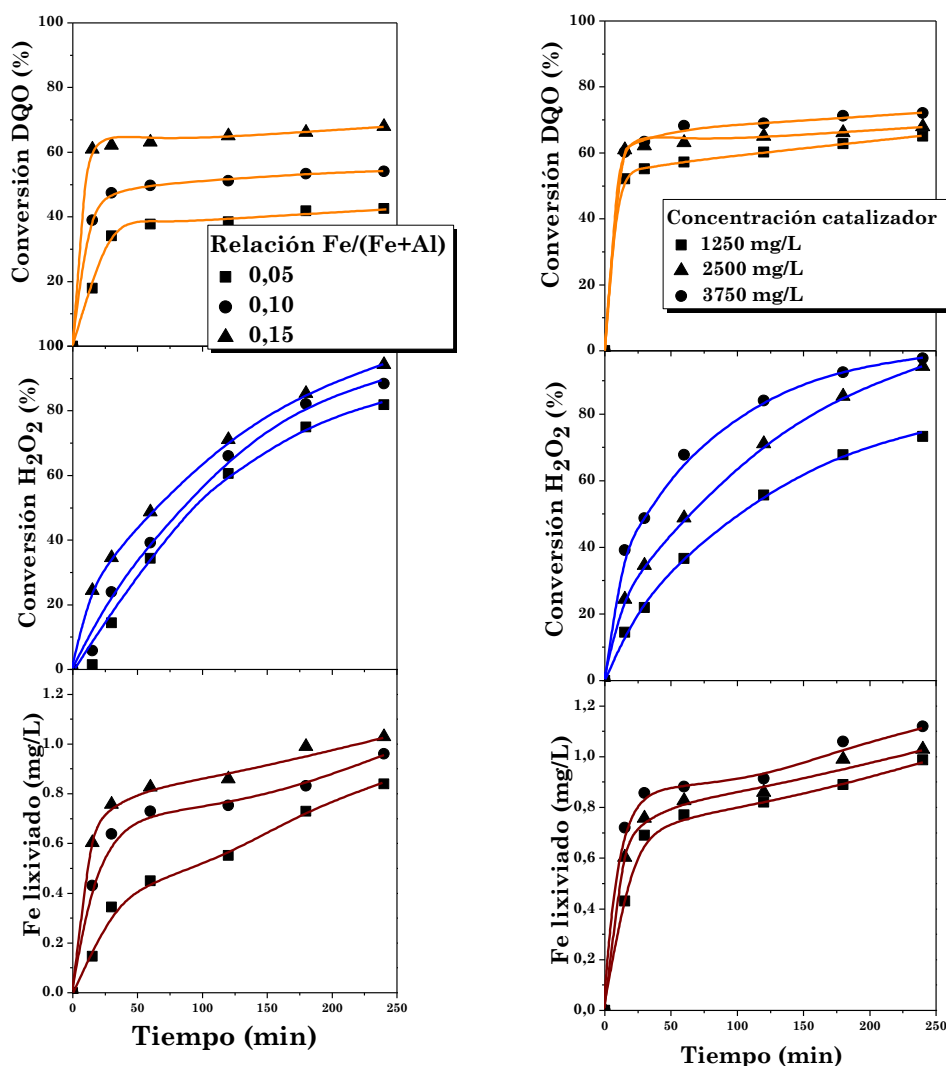 100
80
60
40
20
100
Conversión DQO (%)
Relación Fe/(Fe+Al)
0,05
0,10
0,15
80
60
40
20
0
Conversión H2O2 (%)
1.2
1.0
0.8
0.6
0.4
0.2
0.0
Fe lixiviado (mg/L)
0 50 100 150 200 250
Tiempo (min)
100
80
60
40
20
0
Conversión DQO (%)
Concentración catalizador
1250 mg/L
2500 mg/L
3750 mg/L
80
60
40
20
0
Conversión H2O2 (%)
1,2
1,0
0.8
0.6
0.4
0,2
0.0
Fe lixiviado (mg/L)
0 50 100 150 200 250
Tiempo (min)